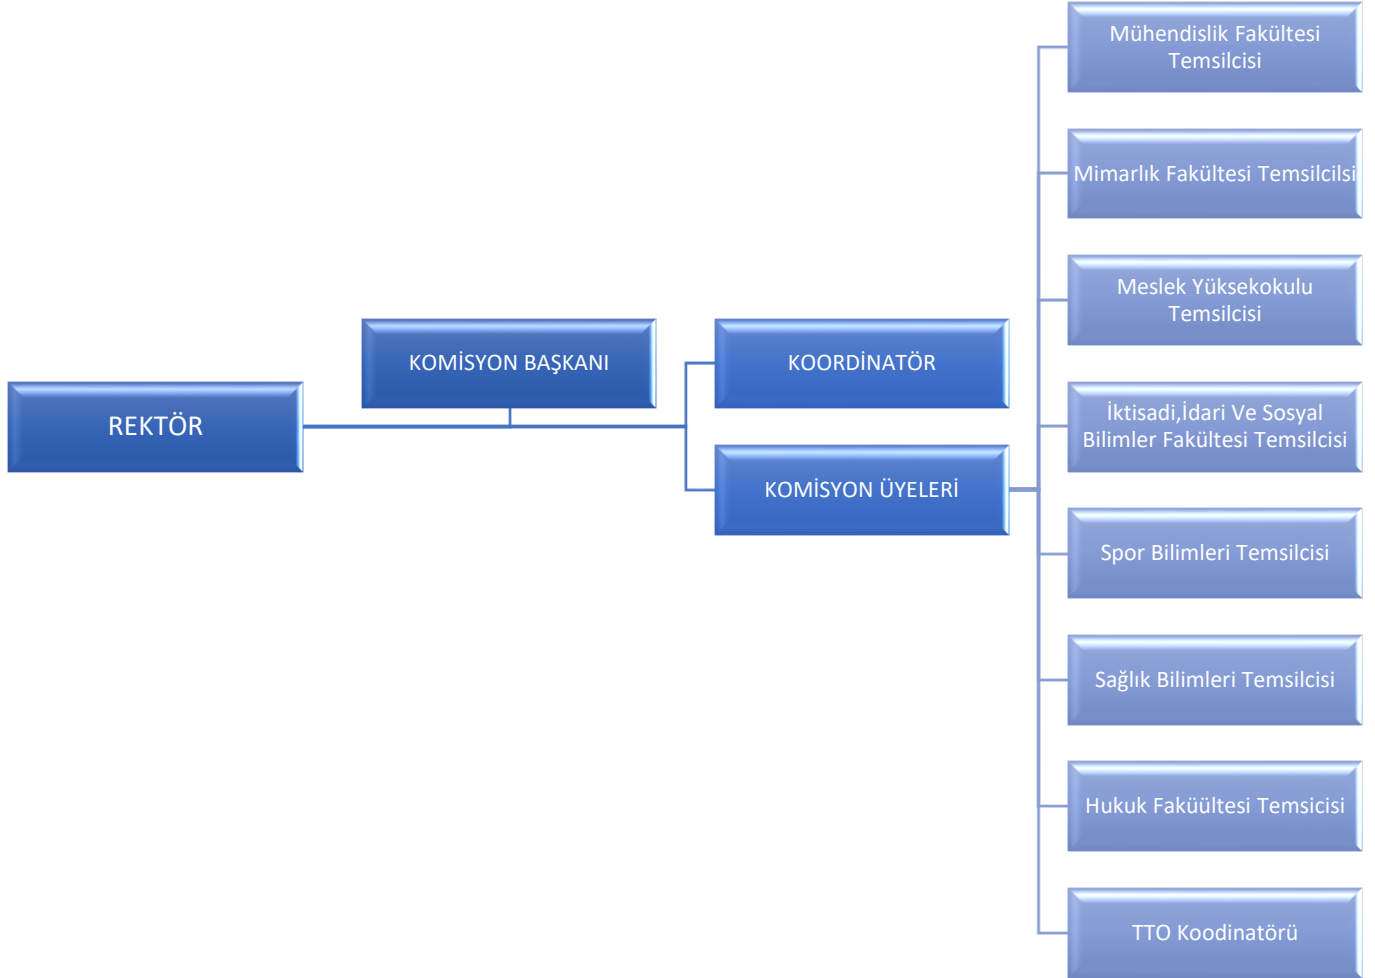 REKTÖR
KOMİSYON BAŞKANI
KOORDİNATÖR
KOMİSYON ÜYELERİ
Mühendislik Fakültesi
Temsilcisi
Mimarlık Fakültesi Temsilcilsi
Meslek Yüksekokulu
Temsilcisi
İktisadi,İdari Ve Sosyal
Bilimler Fakültesi Temsilcisi
Spor Bilimleri Temsilcisi
Sağlık Bilimleri Temsilcisi
Hukuk Faküültesi Temsicisi
TTO Koodinatörü